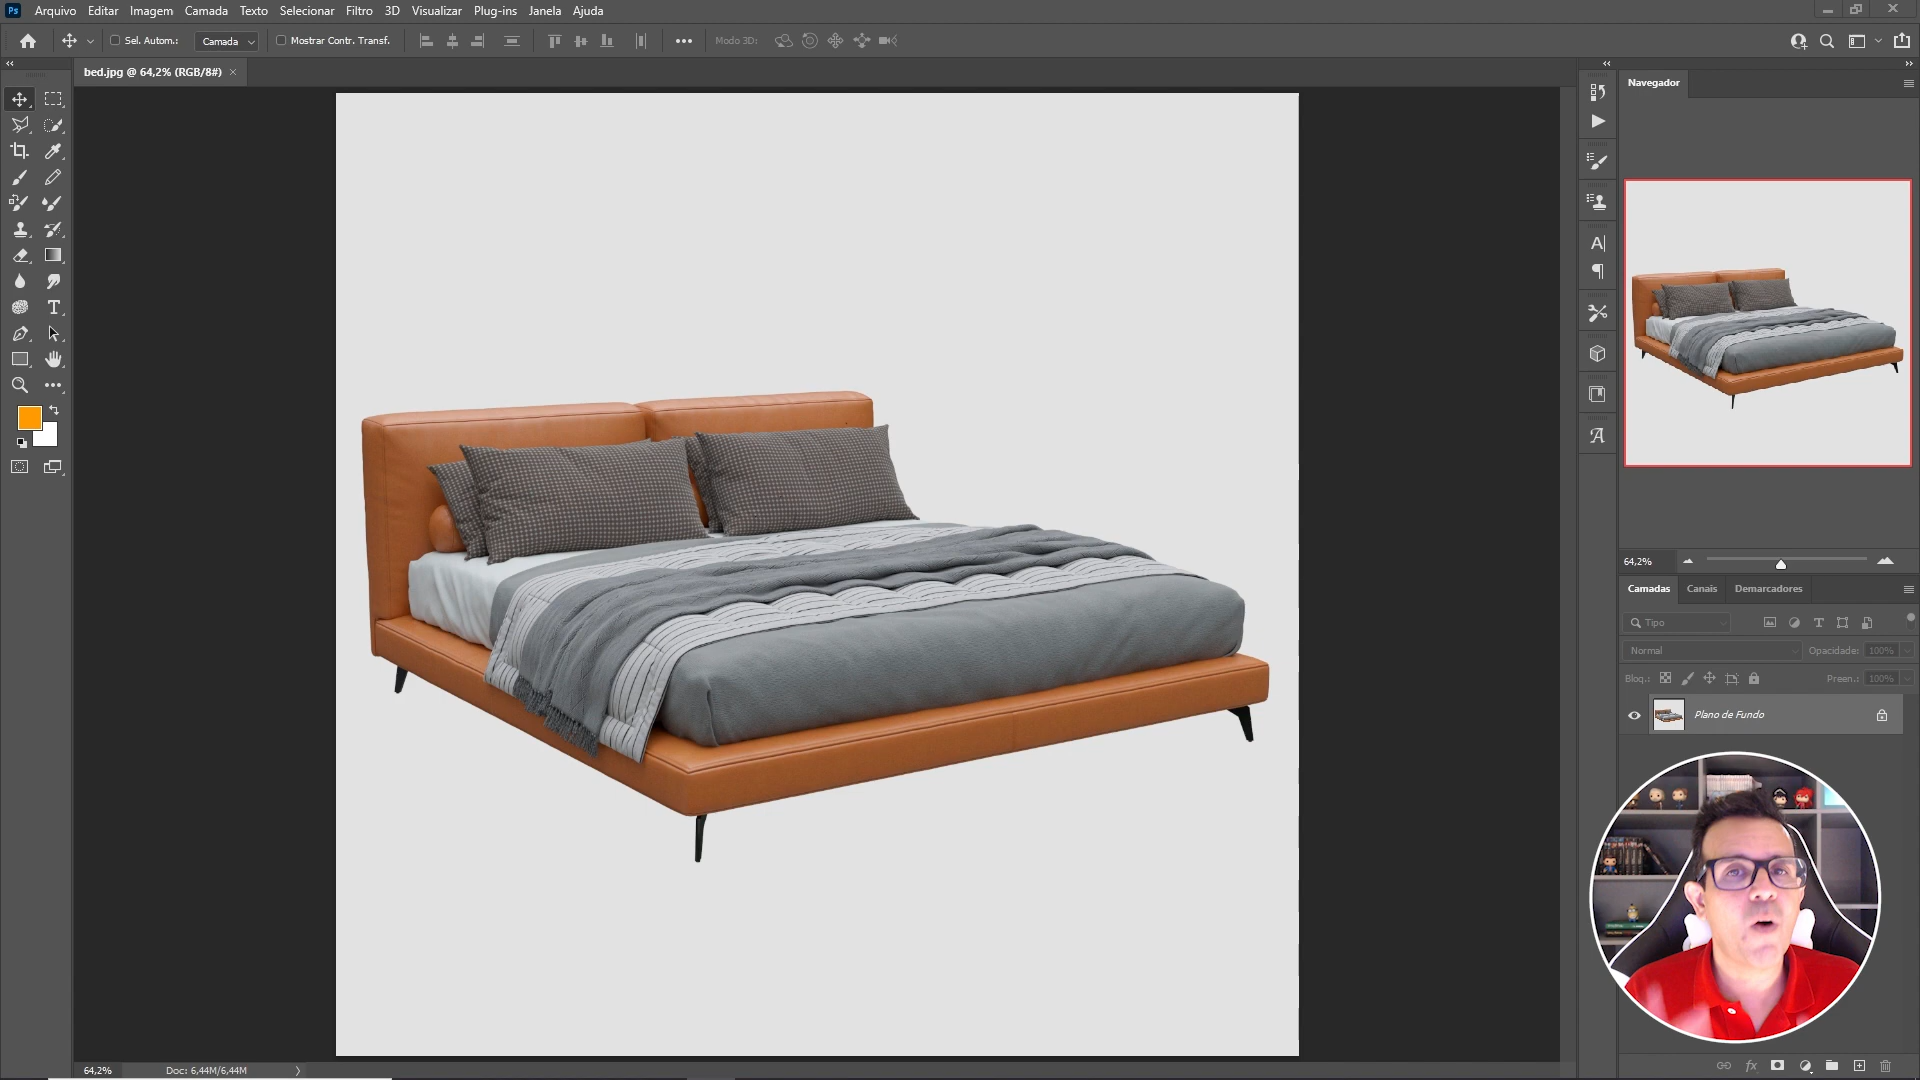 Ps Arquivo Editar Imagem Camada Texto Selecionar Filtro 3D Visualizar Plug-ins Janela Ajuda
Sel. Autom.: Camada Mostrar Contr. Transf. Modo 3D:
bed.jpg @ 64,2% (RGB/8#)
Navegador
64,2%
Camadas Canais Demarcadores
Tipo
Normal Opacidade: 100%
Bloq.: Preen.: 100%
Plano de Fundo
fx
64,2% Doc: 6,44M/6,44M